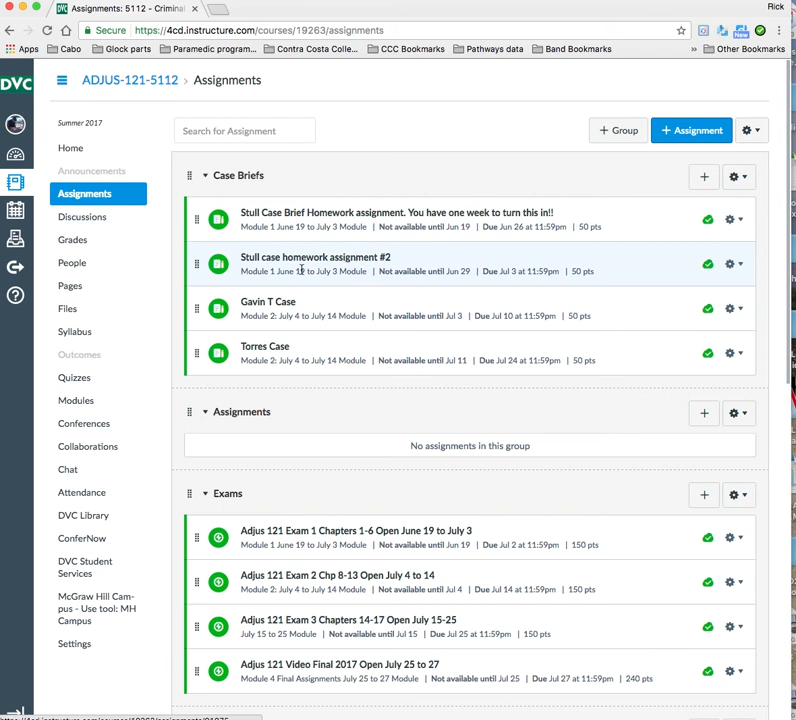 Assignments: 5112 - Criminal
Rick
Secure
https://4cd.instructure.com/courses/19263/assignments
New
Apps
Cabo
Glock parts
Paramedic program...
Contra Costa Colle...
CCC Bookmarks
Pathways data
Band Bookmarks
»
Other Bookmarks
DVC
ADJUS-121-5112 › Assignments
Summer 2017
Home
Announcements
Assignments
Discussions
Grades
People
Pages
Files
Syllabus
Outcomes
Quizzes
Modules
Conferences
Collaborations
Chat
Attendance
DVC Library
ConferNow
DVC Student
Services
McGraw Hill Cam-
pus - Use tool: MH
Campus
Settings
Search for Assignment
+ Group
+ Assignment
Case Briefs
Stull Case Brief Homework assignment. You have one week to turn this in!!
Module 1 June 19 to July 3 Module | Not available until Jun 19 | Due Jun 26 at 11:59pm | 50 pts
Stull case homework assignment #2
Module 1 June 19 to July 3 Module | Not available until Jun 29 | Due Jul 3 at 11:59pm | 50 pts
Gavin T Case
Module 2: July 4 to July 14 Module | Not available until Jul 3 | Due Jul 10 at 11:59pm | 50 pts
Torres Case
Module 2: July 4 to July 14 Module | Not available until Jul 11 | Due Jul 24 at 11:59pm | 50 pts
Assignments
No assignments in this group
Exams
Adjus 121 Exam 1 Chapters 1-6 Open June 19 to July 3
Module 1 June 19 to July 3 Module | Not available until Jun 19 | Due Jul 2 at 11:59pm | 150 pts
Adjus 121 Exam 2 Chp 8-13 Open July 4 to 14
Module 2: July 4 to July 14 Module | Not available until Jul 4 | Due Jul 14 at 11:59pm | 150 pts
Adjus 121 Exam 3 Chapters 14-17 Open July 15-25
July 15 to 25 Module | Not available until Jul 15 | Due Jul 25 at 11:59pm | 150 pts
Adjus 121 Video Final 2017 Open July 25 to 27
Module 4 Final Assignments July 25 to 27 Module | Not available until Jul 25 | Due Jul 27 at 11:59pm | 240 pts